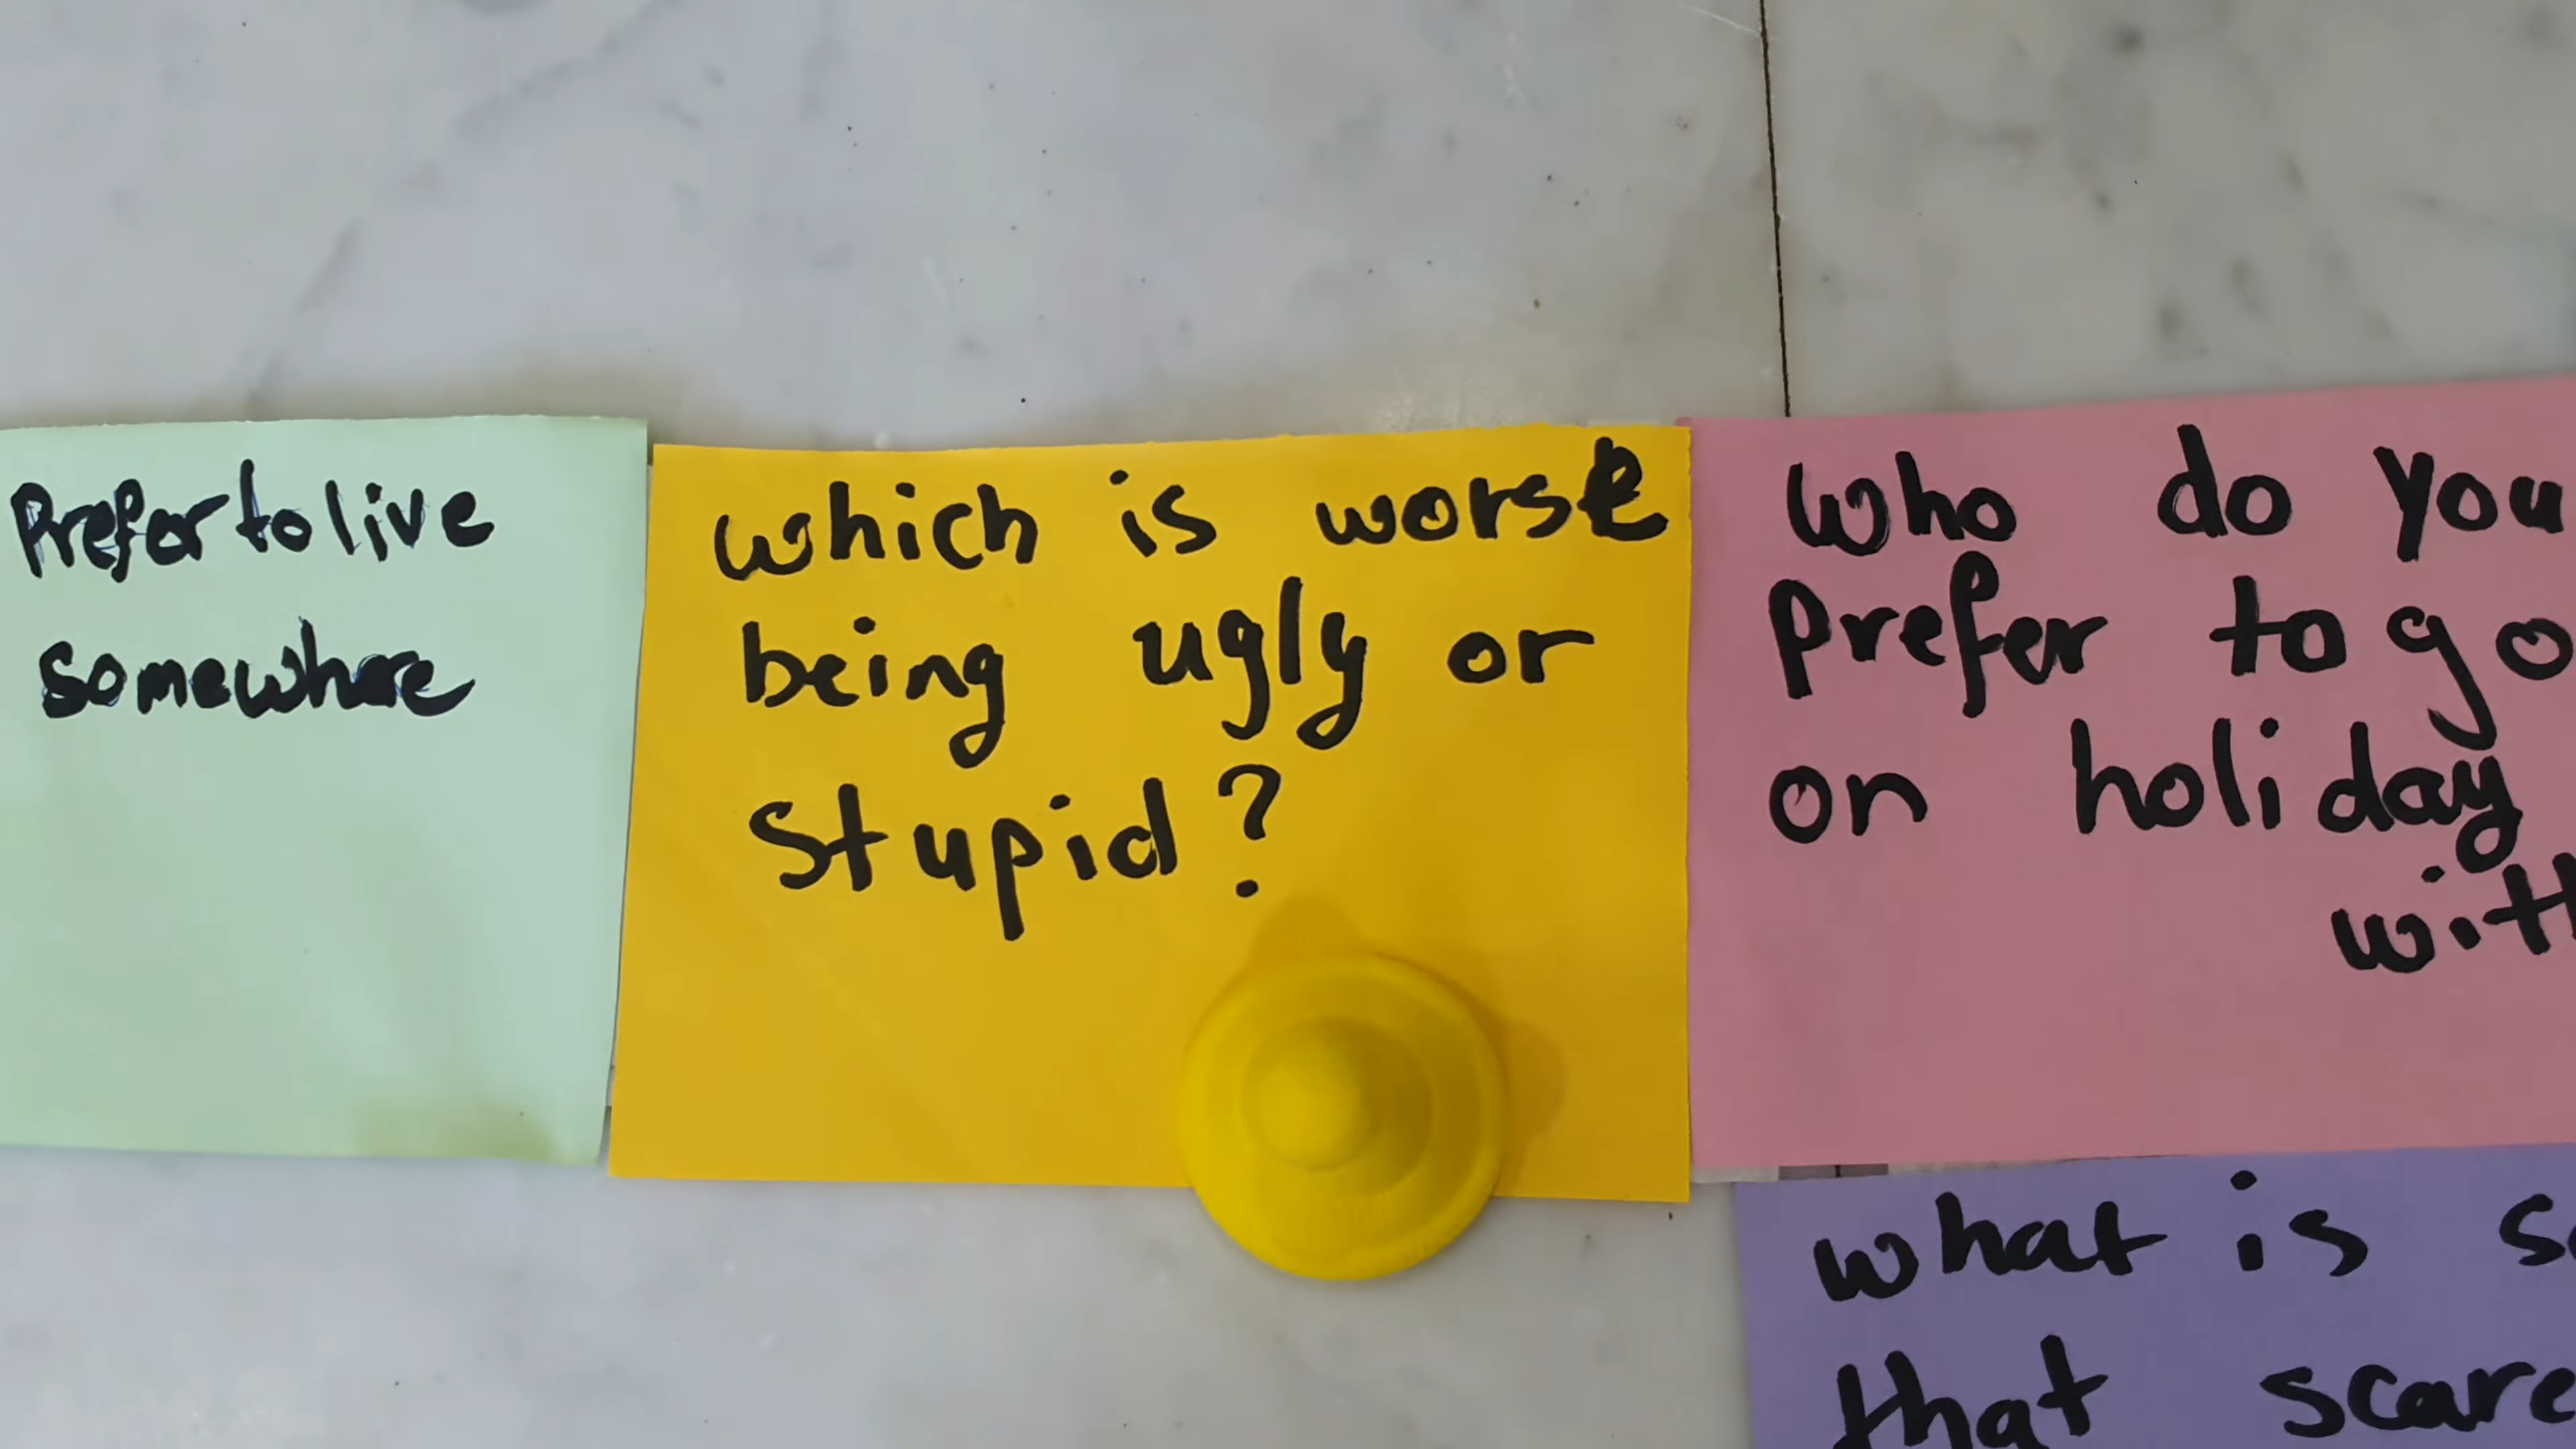 Prefer to live
somewhere
which is worse
being ugly or
stupid?
who do you
Prefer to go
on holiday
what is
that scare